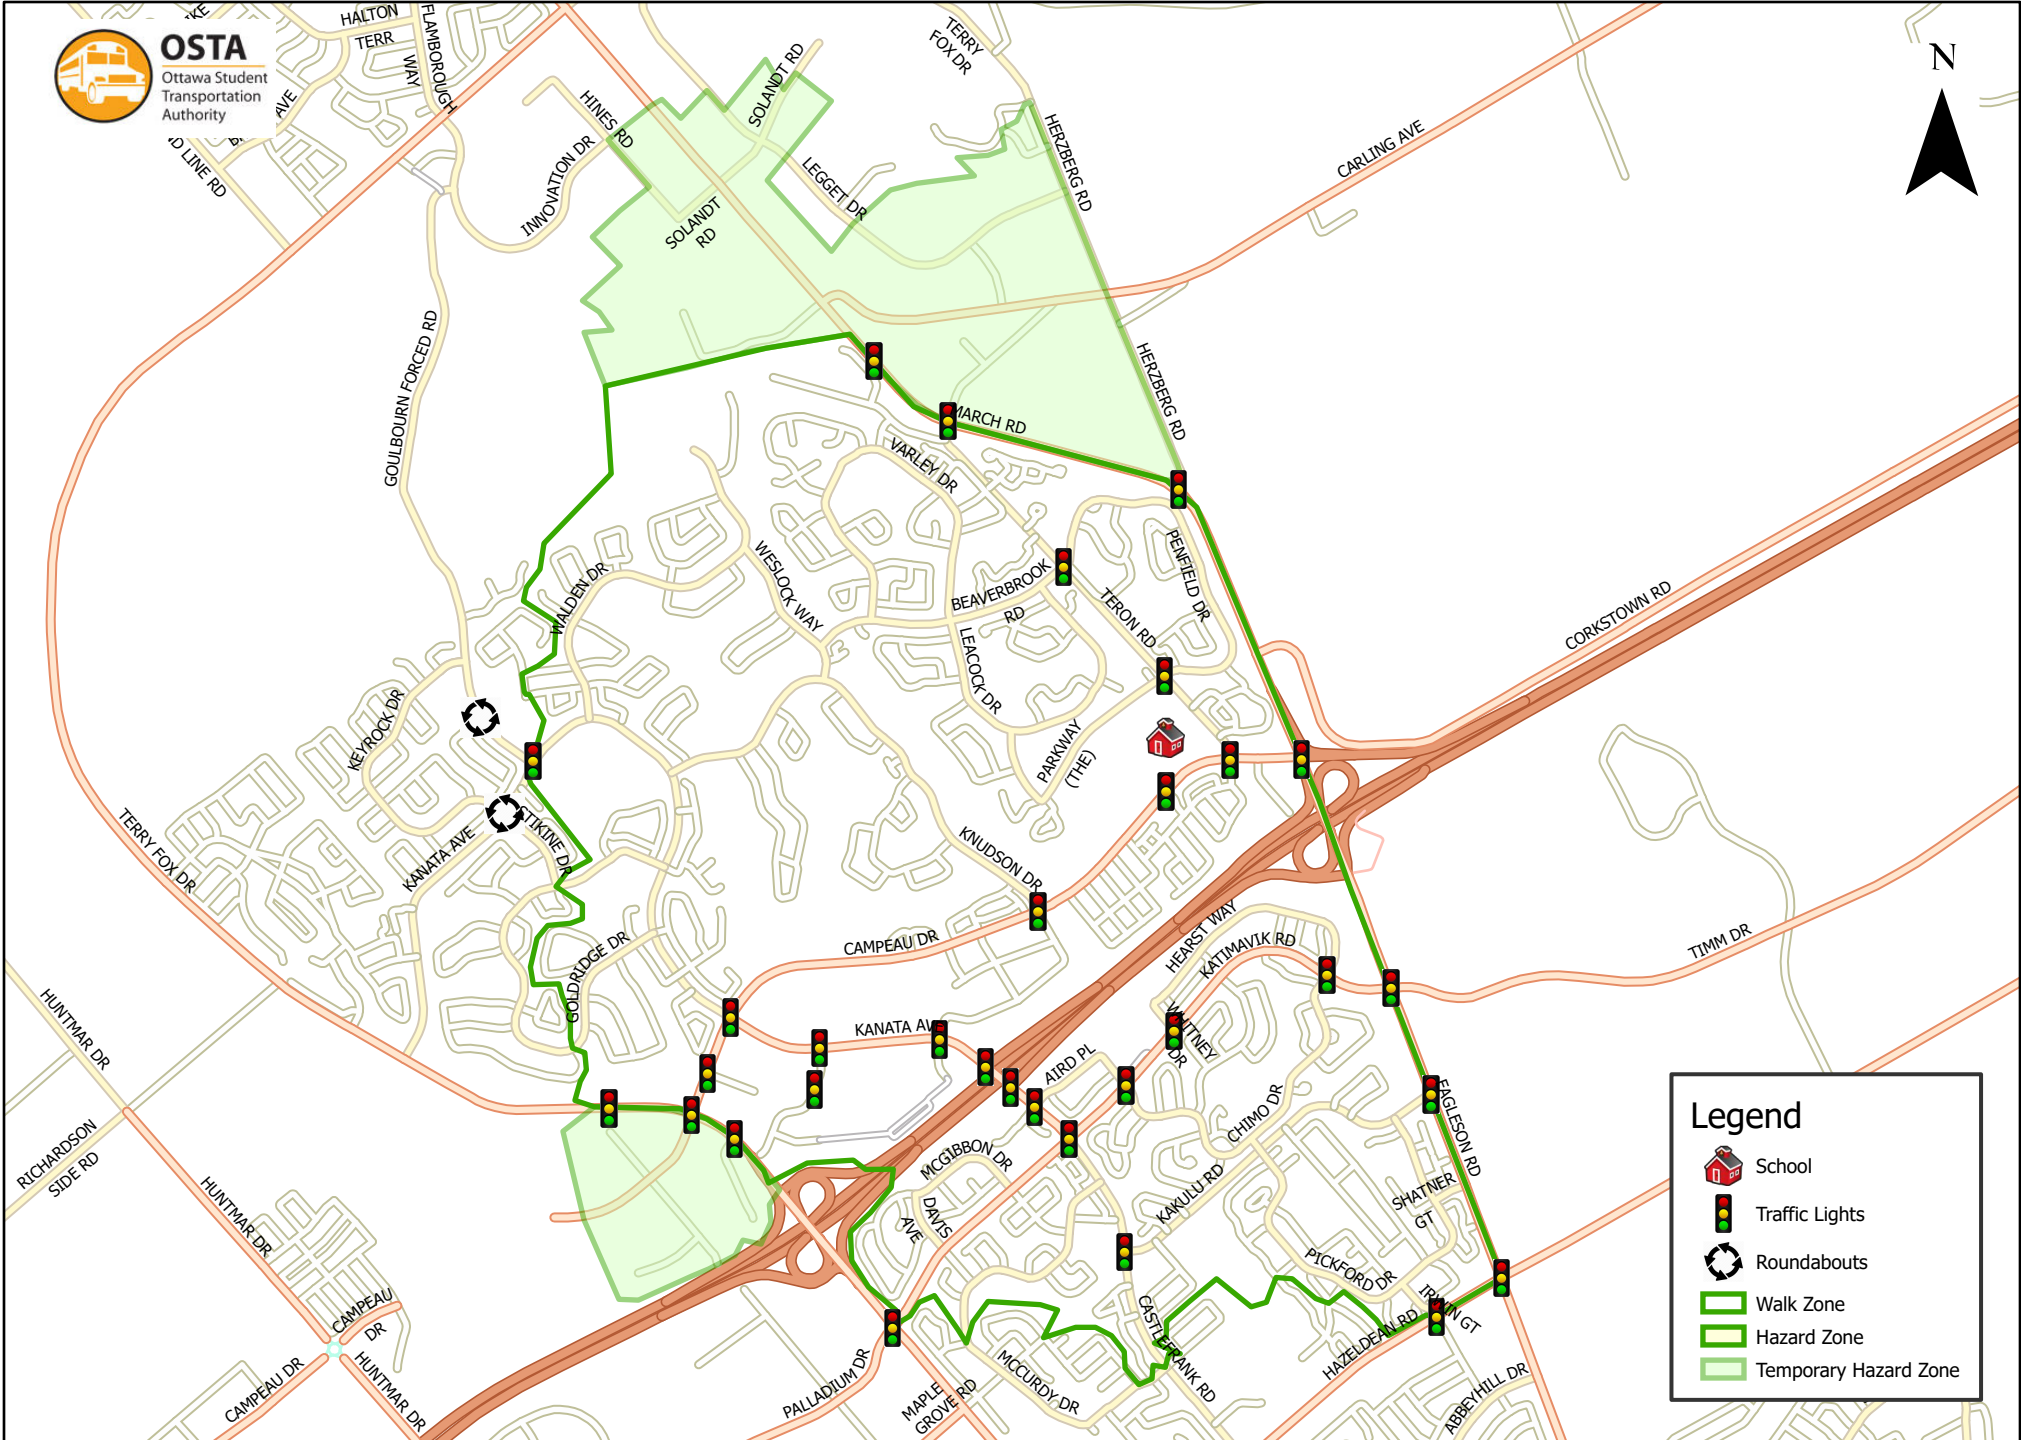 OSTA
Ottawa Student
Transportation
Authority
HALTON
TERR
FLAMBOROUGH
WAY
TERRY
FOX DR
N
SOLANDT RD
HINES RD
INNOVATION DR
HERZBERG RD
CARLING AVE
LEGGET DR
SOLANDT
RD
GOULBOURN FORCED RD
HERZBERG RD
MARCH RD
VARLEY DR
PENFIELD DR
WESLOCK WAY
WALDEN DR
BEAVERBROOK
RD
TERON RD
CORKSTOWN RD
LEACOCK DR
KEYROCK DR
PARKWAY
(THE)
TERRY FOX DR
STIKINE DR
KANATA AVE
KNUDSON DR
CAMPEAU DR
HEARST WAY
KATIMAVIK RD
TIMM DR
GOLDRIDGE DR
HUNTMAR DR
KANATA AVE
WHITNEY
DR
AIRD PL
CHIMO DR
EAGLESON RD
RICHARDSON
SIDE RD
MCGIBBON DR
KAKULU RD
SHATNER
GT
HUNTMAR DR
DAVIS
AVE
PICKFORD DR
IRWIN GT
CAMPEAU
DR
CASTLEFRANK RD
HAZELDEAN RD
CAMPEAU DR
HUNTMAR DR
PALLADIUM DR
MAPLE
GROVE RD
MCCURDY DR
ABBEYHILL DR
Legend
School
Traffic Lights
Roundabouts
Walk Zone
Hazard Zone
Temporary Hazard Zone